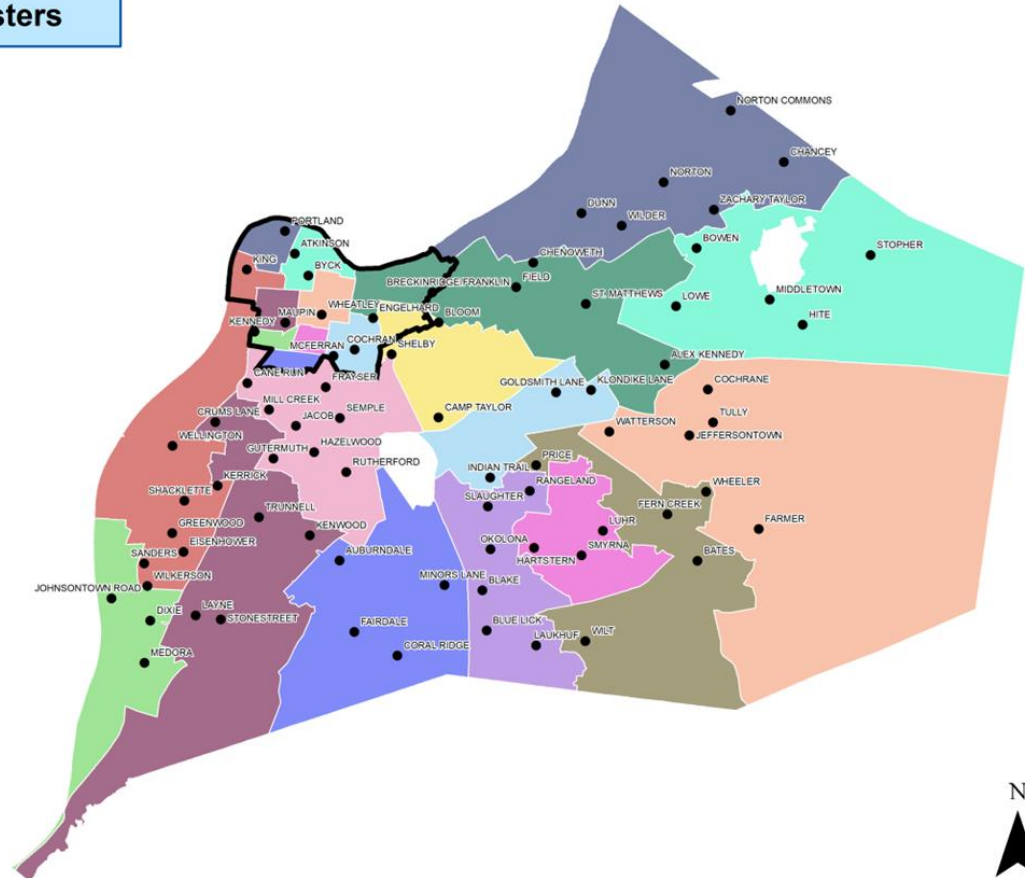 sters
NORTON COMMONS
CHANCEY
NORTON
ZACHARY TAYLOR
DUNN
WILDER
PORTLAND
BOWEN
STOPHER
ATKINSON
CHENOWETH
KING
BYCK
FIELD
BRECKINRIDGE/FRANKLIN
MIDDLETOWN
ST. MATTHEWS
LOWE
WHEATLEY
ENGELHARD
BLOOM
MAUPIN
HITE
KENNEDY
COCHRAN
MCFERRAN
SHELBY
ALEX KENNEDY
CANE RUN
FRAYSER
GOLDSMITH LANE
KLONDIKE LANE
COCHRANE
MILL CREEK
CRUMS LANE
JACOB
SEMPLE
CAMP TAYLOR
TULLY
WATTERSON
JEFFERSONTOWN
WELLINGTON
GUTERMUTH
HAZELWOOD
PRICE
RUTHERFORD
INDIAN TRAIL
KERRICK
RANGELAND
WHEELER
SHACKLETTE
SLAUGHTER
FERN CREEK
TRUNNELL
FARMER
GREENWOOD
KENWOOD
LUHR
EISENHOWER
OKOLONA
SMYRNA
SANDERS
AUBURNDALE
HARTSTERN
BATES
WILKERSON
MINORS LANE
BLAKE
JOHNSONTOWN ROAD
DIXIE
LAYNE
STONESTREET
FAIRDALE
BLUE LICK
LAUKHUF
WILT
CORAL RIDGE
MEDORA
N